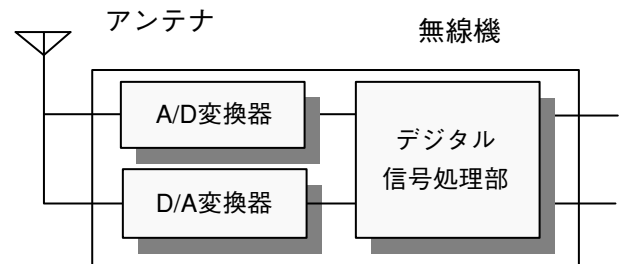 アンテナ
無線機
A/D変換器
デジタル
信号処理部
D/A変換器